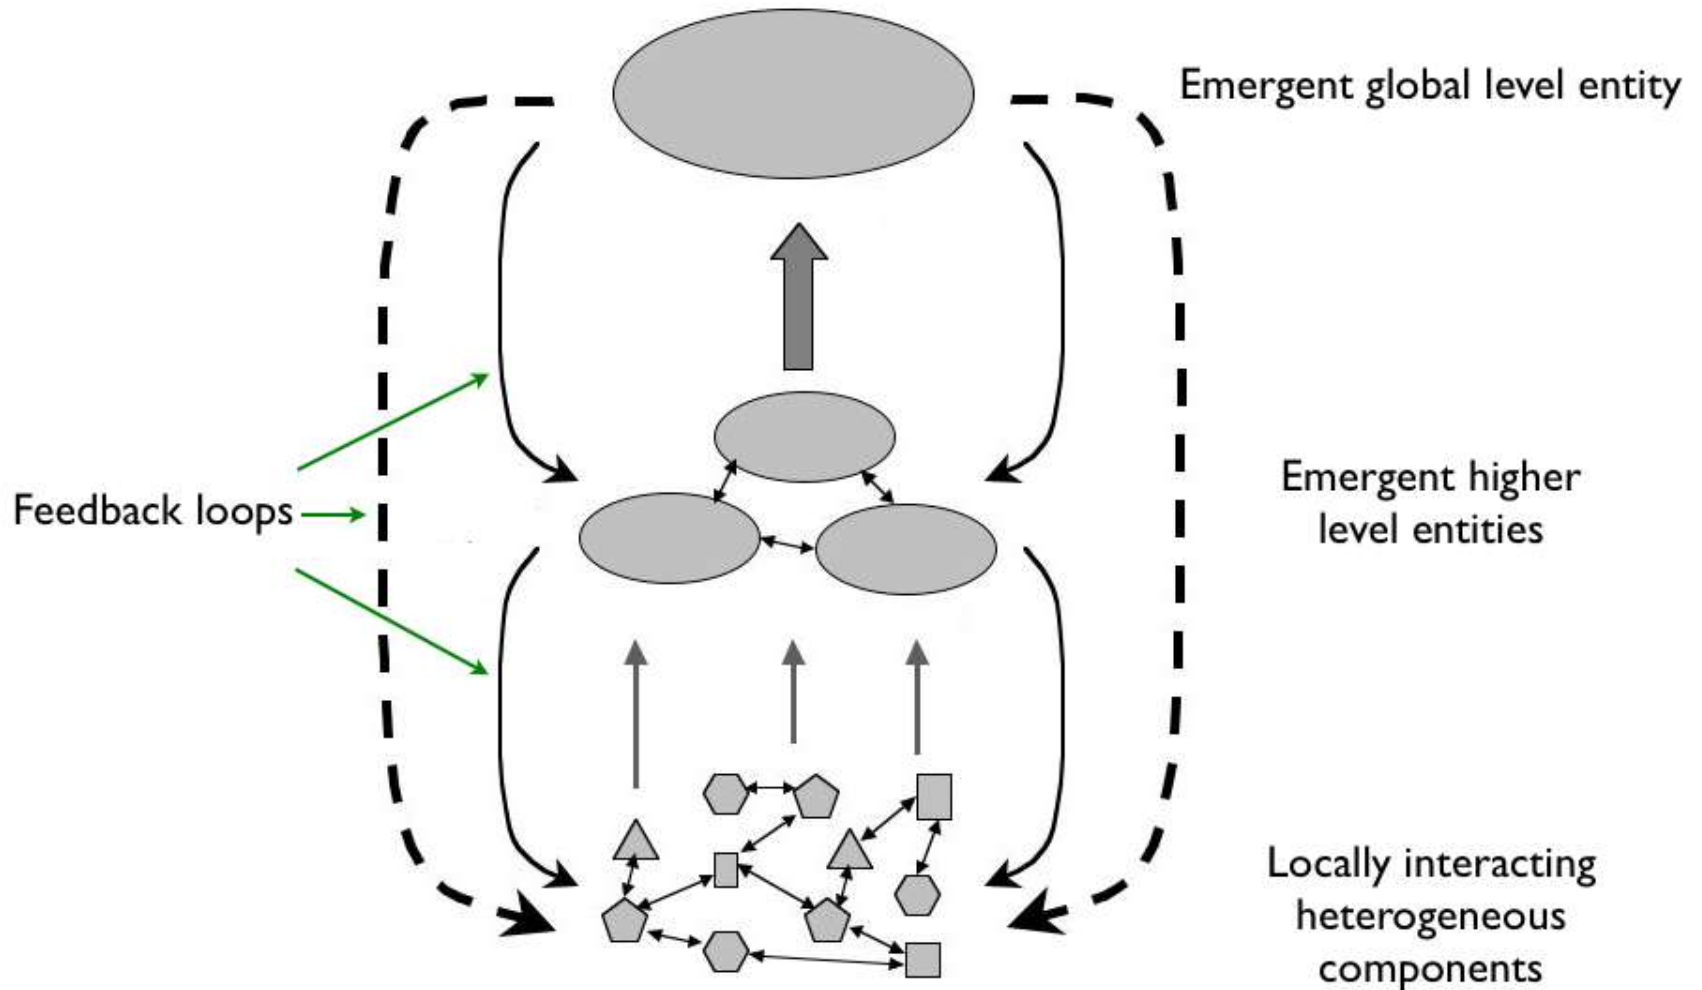 Emergent global level entity
Feedback loops
Emergent higher
level entities
Locally interacting
heterogeneous
components